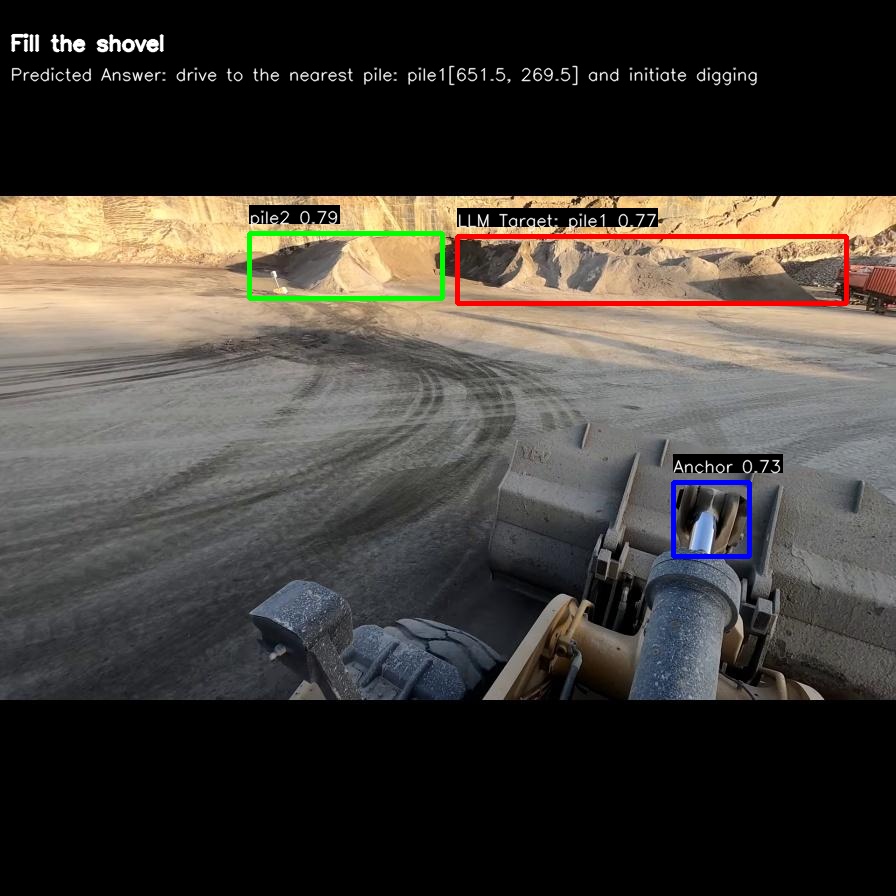 Fill the shovel
Predicted Answer: drive to the nearest pile: pile1[651.5, 269.5] and initiate digging
pile2 0.79
LLM Target: pile1 0.77
Anchor 0.73